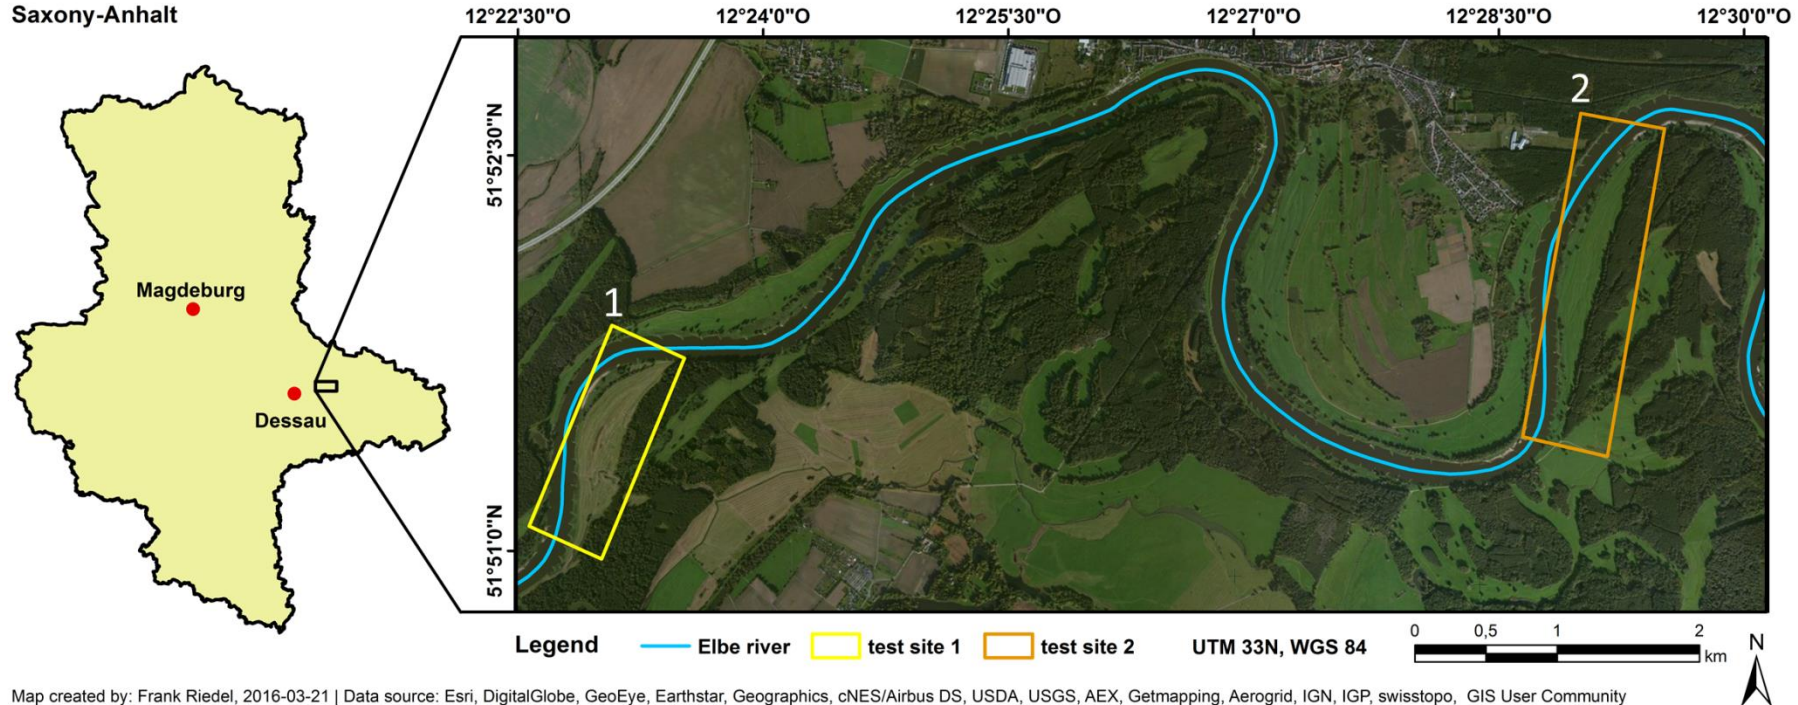 Saxony-Anhalt
12°22'30"O 12°24'0"O 12°25'30"O 12°27'0"O 12°28'30"O 12°30'0"O
51°52'30"N
51°51'0"N
Magdeburg
Dessau
1
2
Legend Elbe river test site 1 test site 2 UTM 33N, WGS 84
0 0,5 1 2
km
N
Map created by: Frank Riedel, 2016-03-21 | Data source: Esri, DigitalGlobe, GeoEye, Earthstar, Geographics, cNES/Airbus DS, USDA, USGS, AEX, Getmapping, Aerogrid, IGN, IGP, swisstopo, GIS User Community